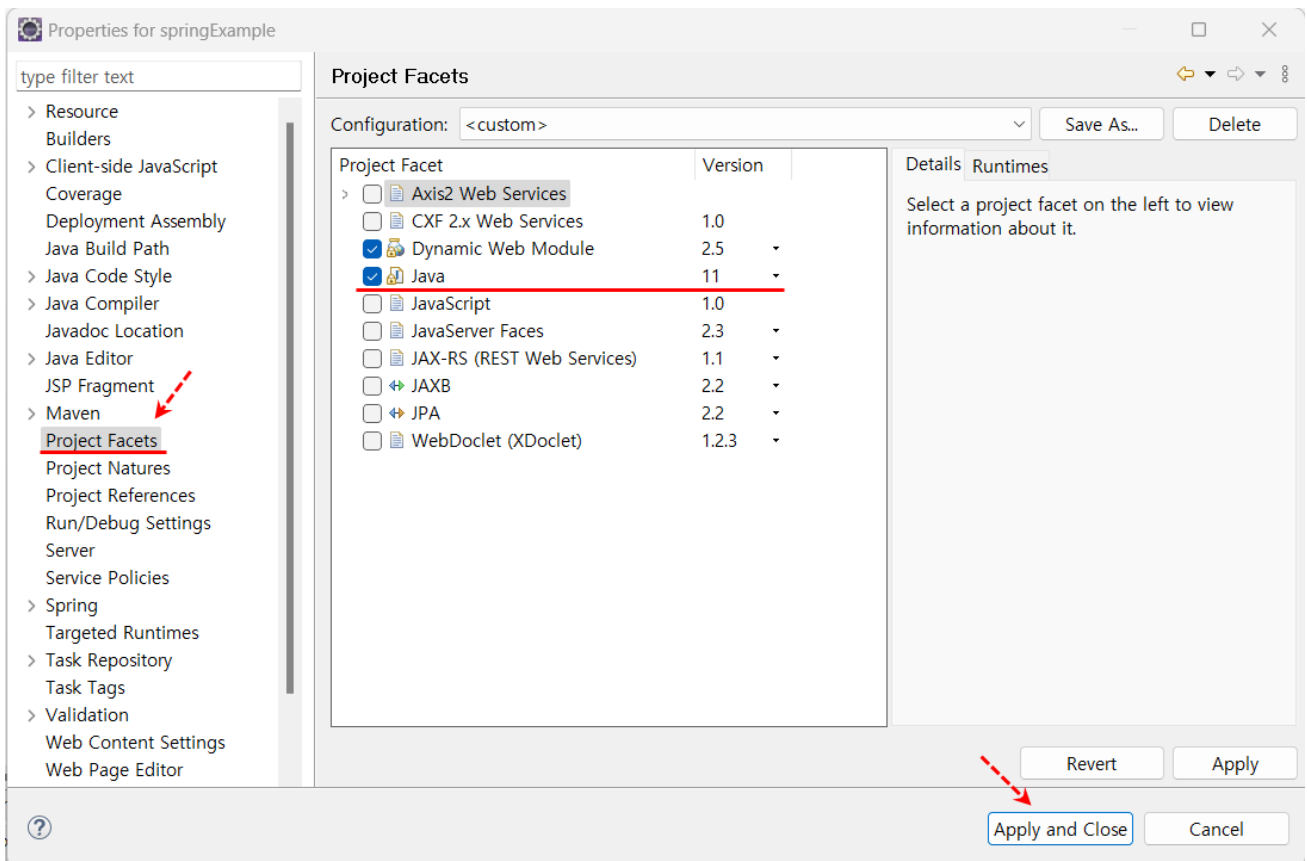 Properties for springExample
type filter text
Resource
Builders
Client-side JavaScript
Coverage
Deployment Assembly
Java Build Path
Java Code Style
Java Compiler
Javadoc Location
Java Editor
JSP Fragment
Maven
Project Facets
Project Natures
Project References
Run/Debug Settings
Server
Service Policies
Spring
Targeted Runtimes
Task Repository
Task Tags
Validation
Web Content Settings
Web Page Editor
Project Facets
Configuration: <custom> Save As... Delete
Project Facet Version
Axis2 Web Services
CXF 2.x Web Services 1.0
Dynamic Web Module 2.5
Java 11
JavaScript 1.0
JavaServer Faces 2.3
JAX-RS (REST Web Services) 1.1
JAXB 2.2
JPA 2.2
WebDoclet (XDoclet) 1.2.3
Details Runtimes
Select a project facet on the left to view
information about it.
Revert Apply
Apply and Close Cancel